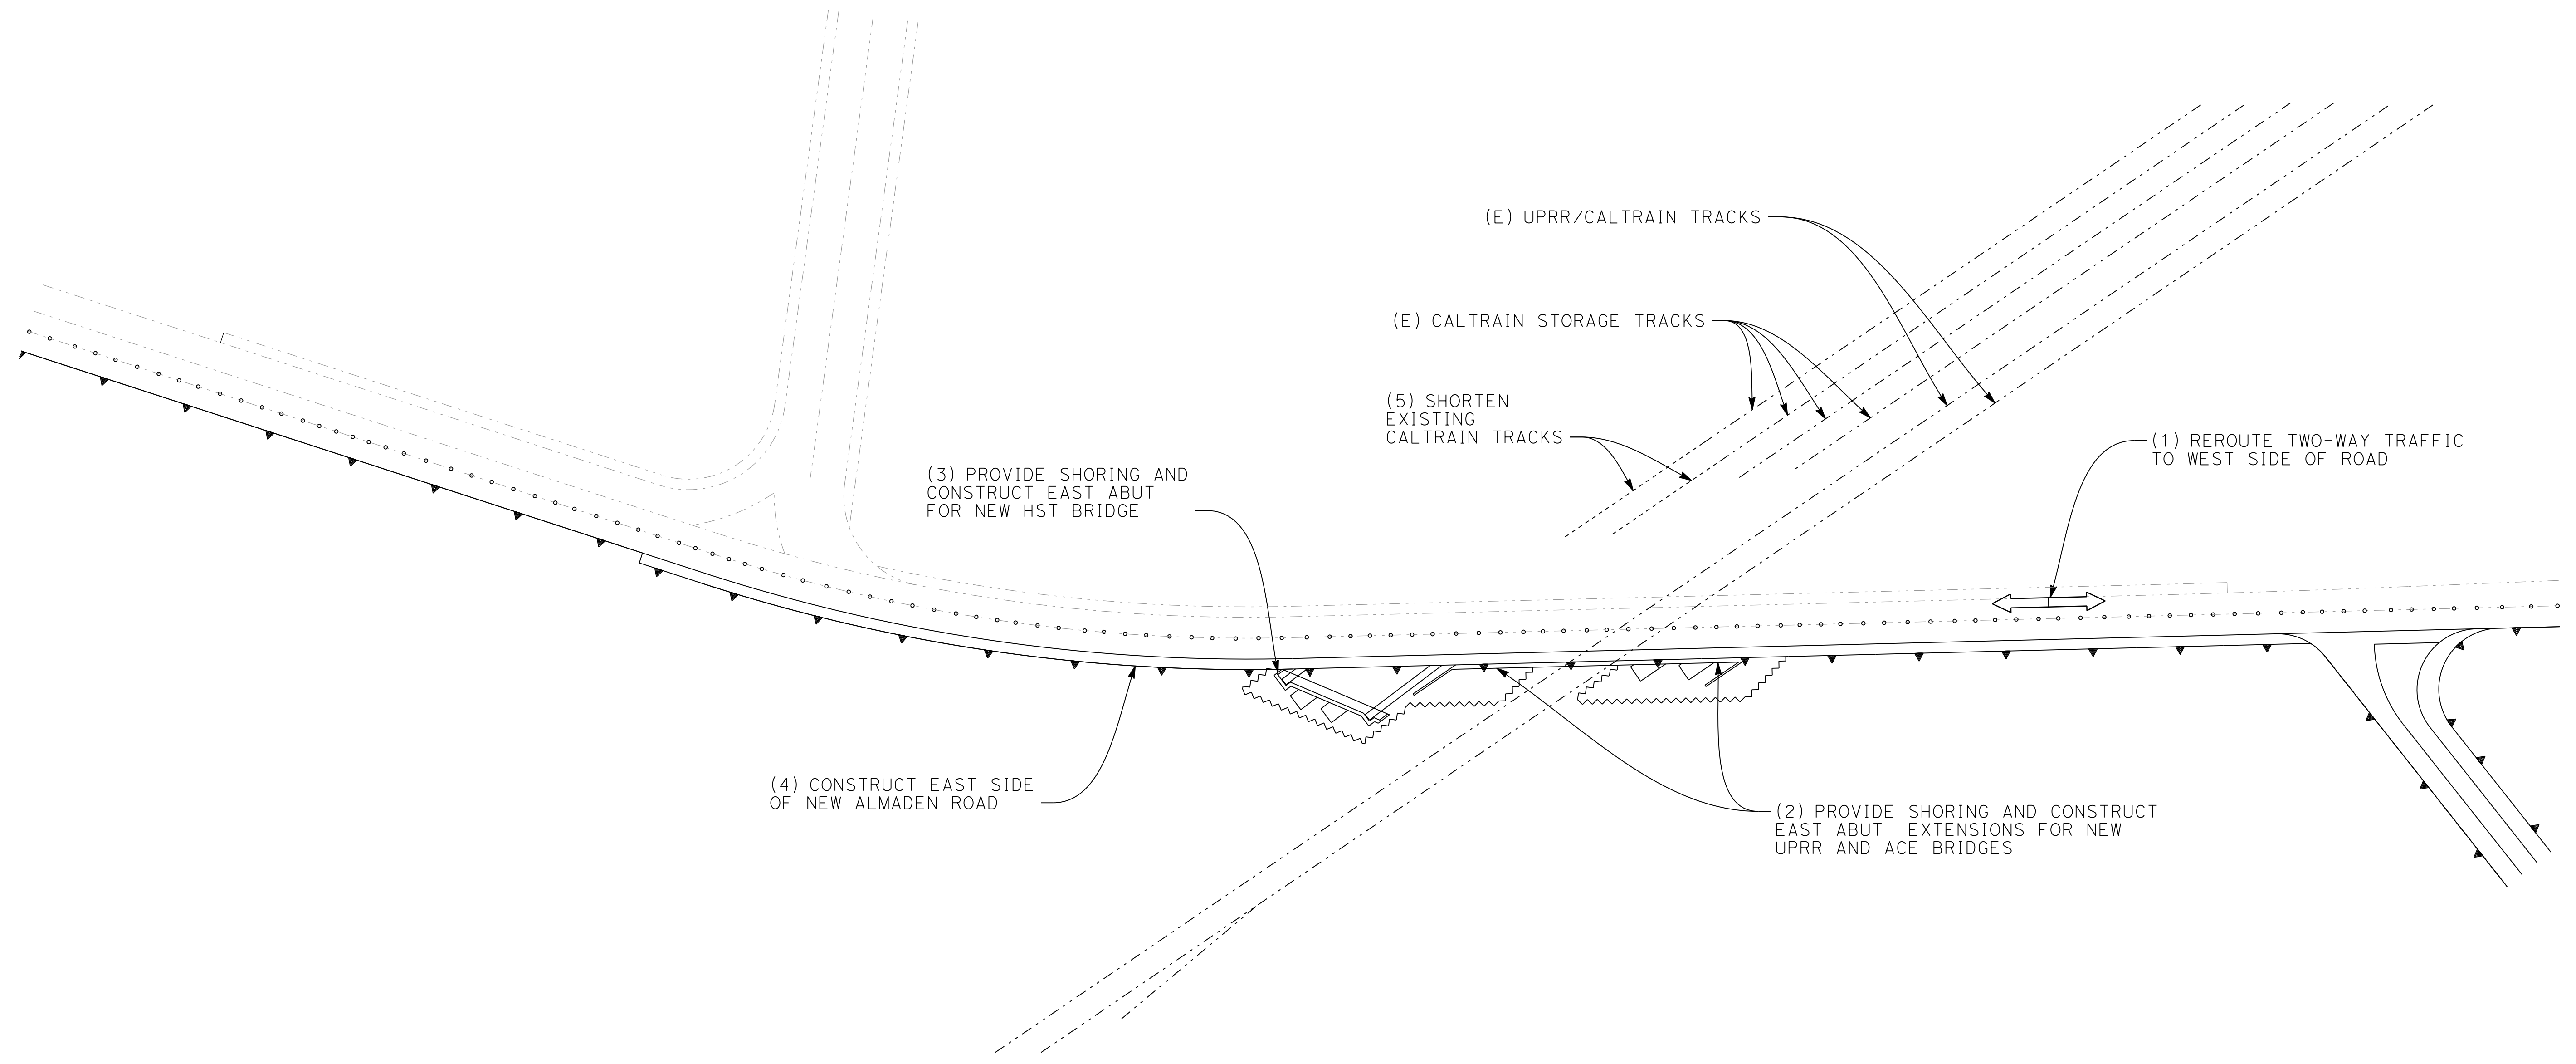 (E) UPRR/CALTRAIN TRACKS
(E) CALTRAIN STORAGE TRACKS
(5) SHORTEN
EXISTING
CALTRAIN TRACKS
(1) REROUTE TWO-WAY TRAFFIC
TO WEST SIDE OF ROAD
(3) PROVIDE SHORING AND
CONSTRUCT EAST ABUT
FOR NEW HST BRIDGE
(4) CONSTRUCT EAST SIDE
OF NEW ALMADEN ROAD
(2) PROVIDE SHORING AND CONSTRUCT
EAST ABUT EXTENSIONS FOR NEW
UPRR AND ACE BRIDGES